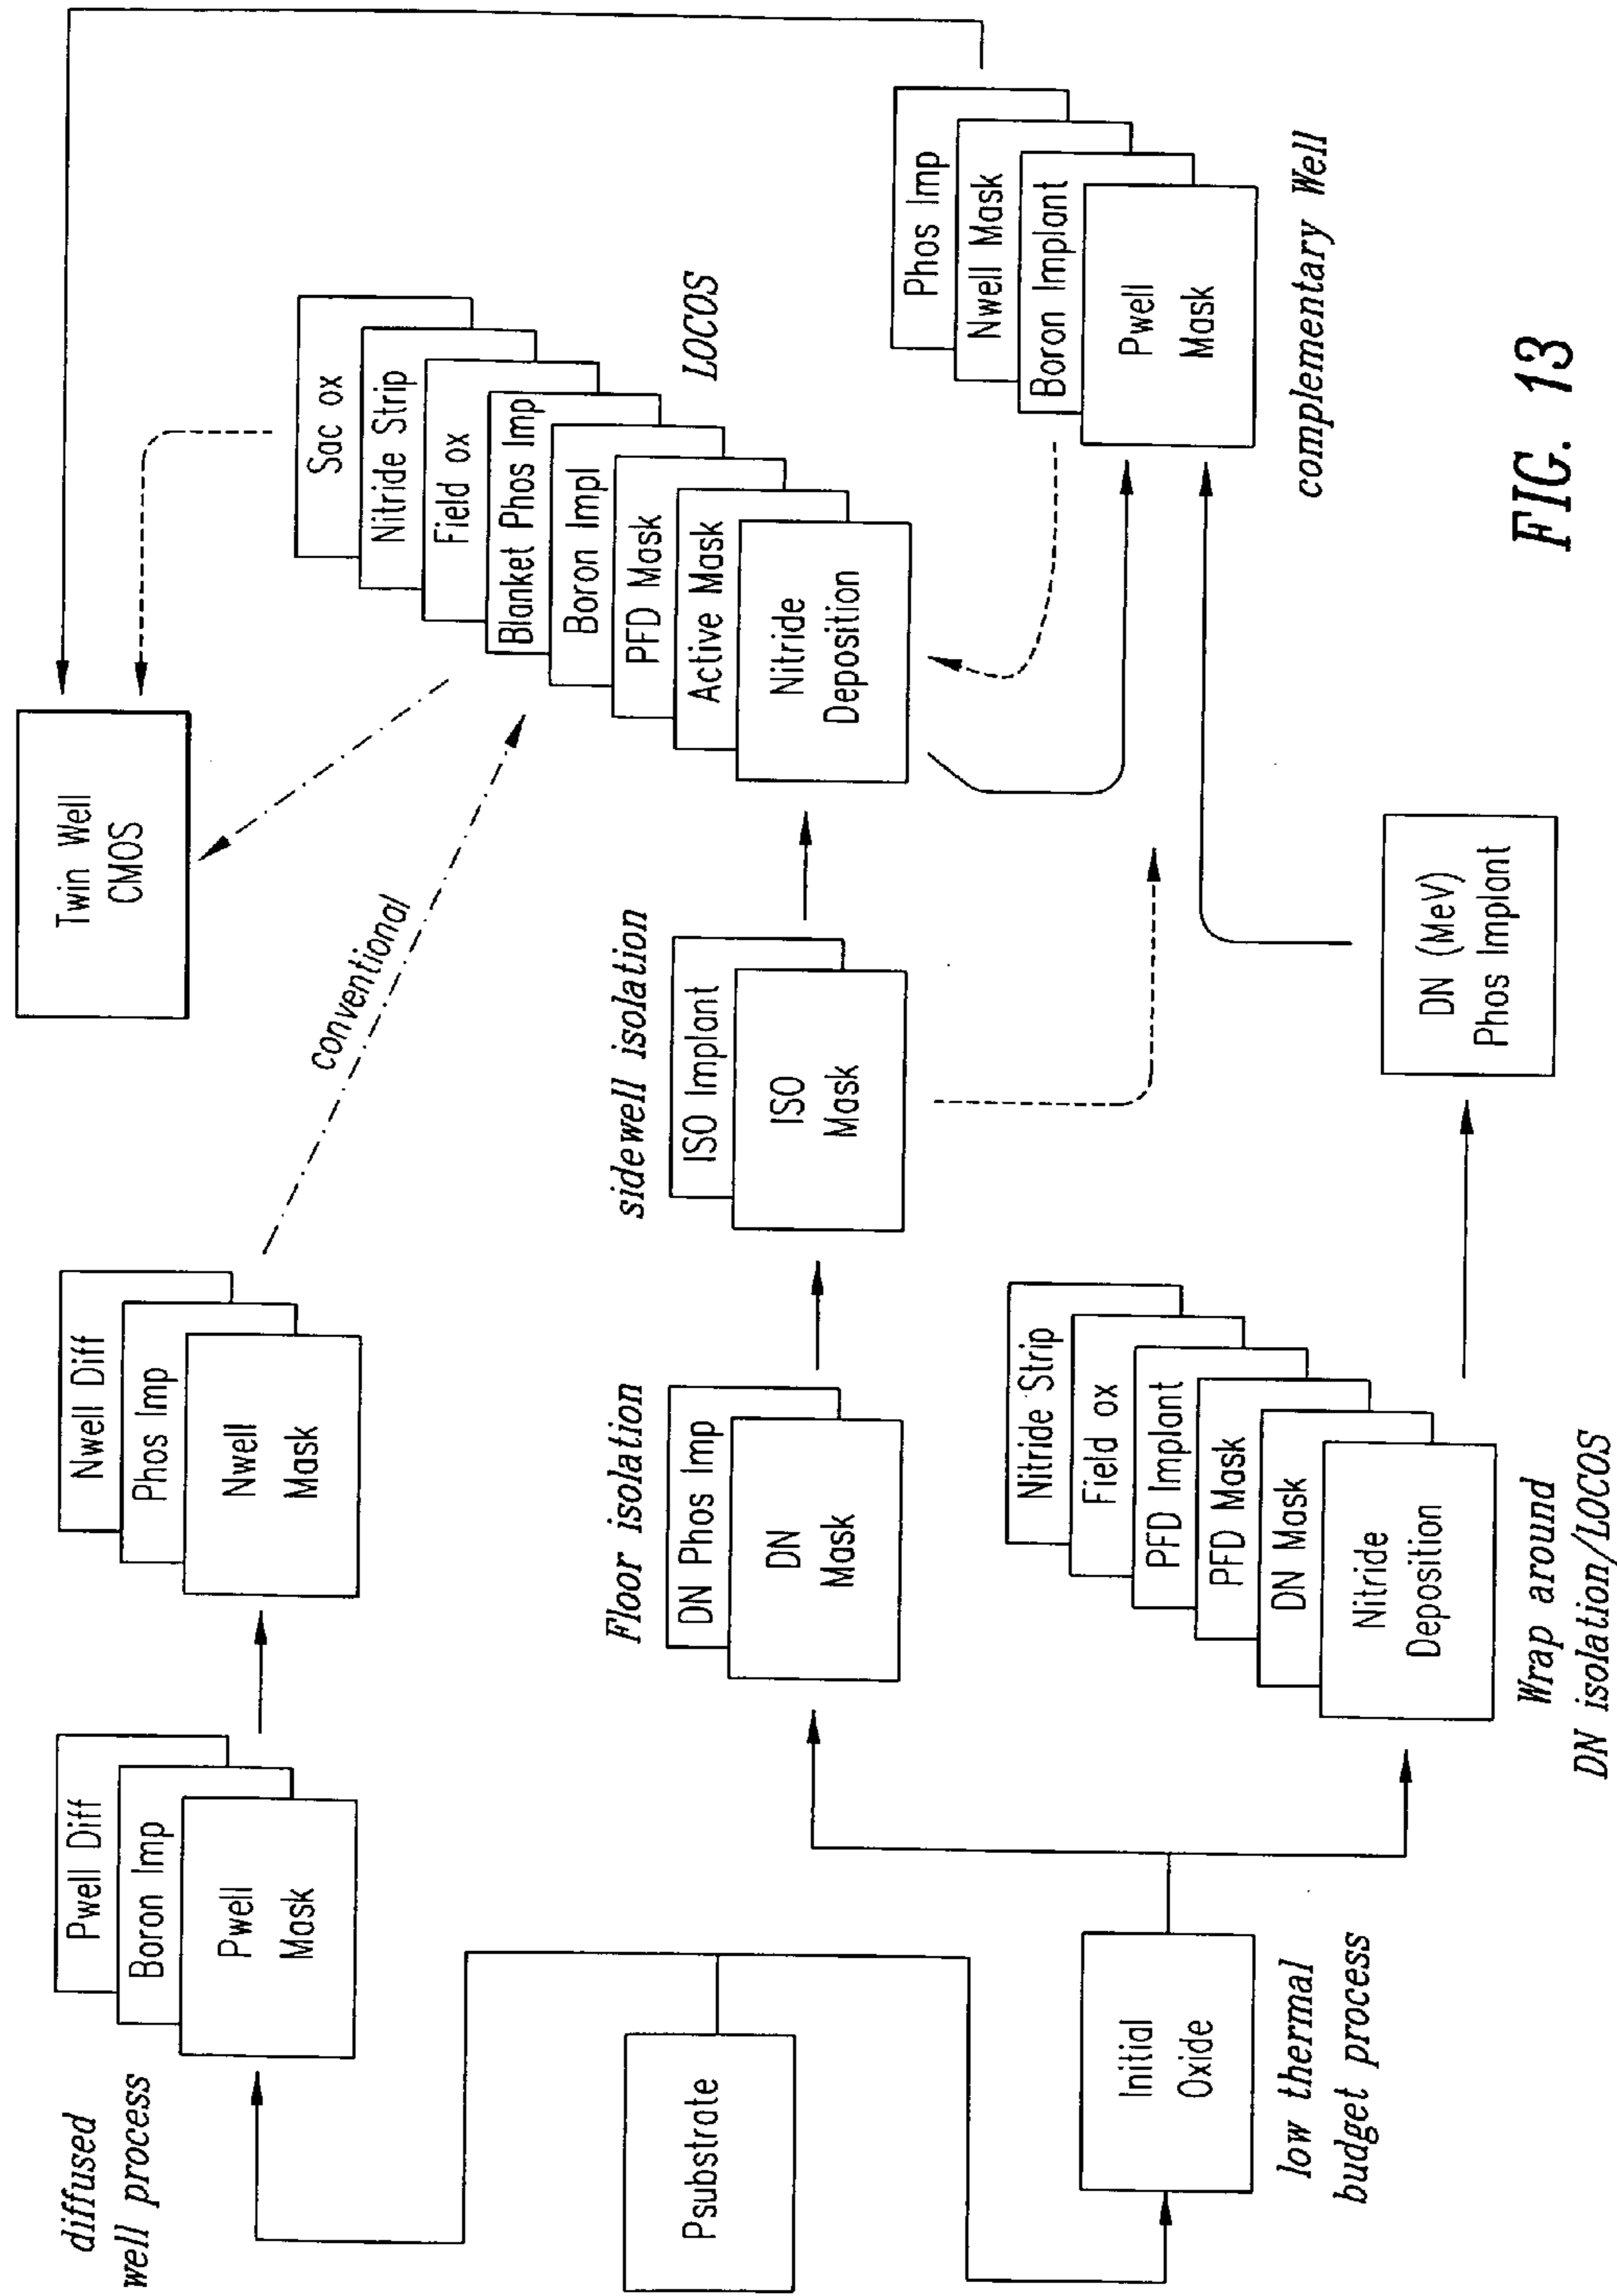 diffused
well process
Pwell Diff
Boron Imp
Pwell
Mask
Nwell Diff
Phos Imp
Nwell
Mask
conventional
Twin Well
CMOS
Psubstrate
Floor isolation
DN Phos Imp
DN
Mask
sidewell isolation
ISO Implant
ISO
Mask
Sac ox
Nitride Strip
Field ox
Blanket Phos Imp
Boron Impl
PFD Mask
Active Mask
Nitride
Deposition
LOCOS
Initial
Oxide
low thermal
budget process
Nitride Strip
Field ox
PFD Implant
PFD Mask
DN Mask
Nitride
Deposition
Wrap around
DN isolation/LOCOS
DN (MeV)
Phos Implant
Phos Imp
Nwell Mask
Boron Implant
Pwell
Mask
complementary Well
FIG. 13